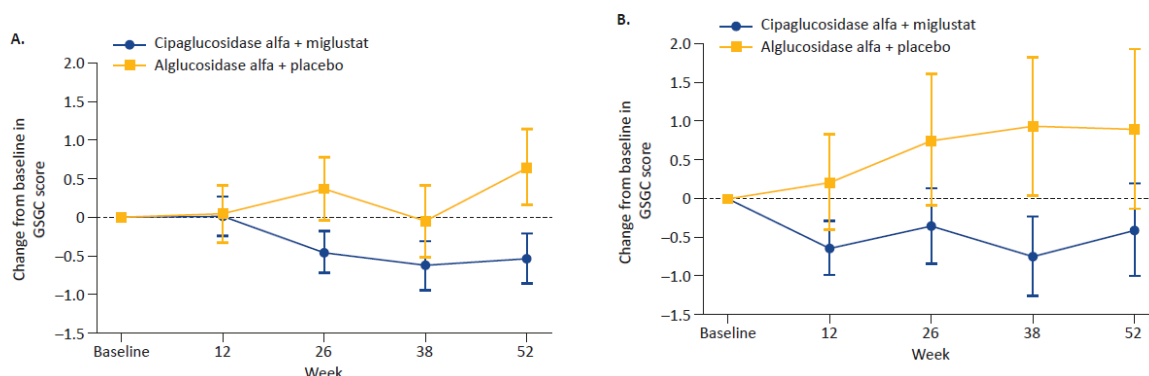 A.
Cipaglucosidase alfa + miglustat
Alglucosidase alfa + placebo
2.0
1.5
1.0
0.5
0
–0.5
–1.0
–1.5
Change from baseline in
GSGC score
Baseline
12
26
38
52
Week
B.
Cipaglucosidase alfa + miglustat
Alglucosidase alfa + placebo
2.0
1.5
1.0
0.5
0
–0.5
–1.0
–1.5
Change from baseline in
GSGC score
Baseline
12
26
38
52
Week